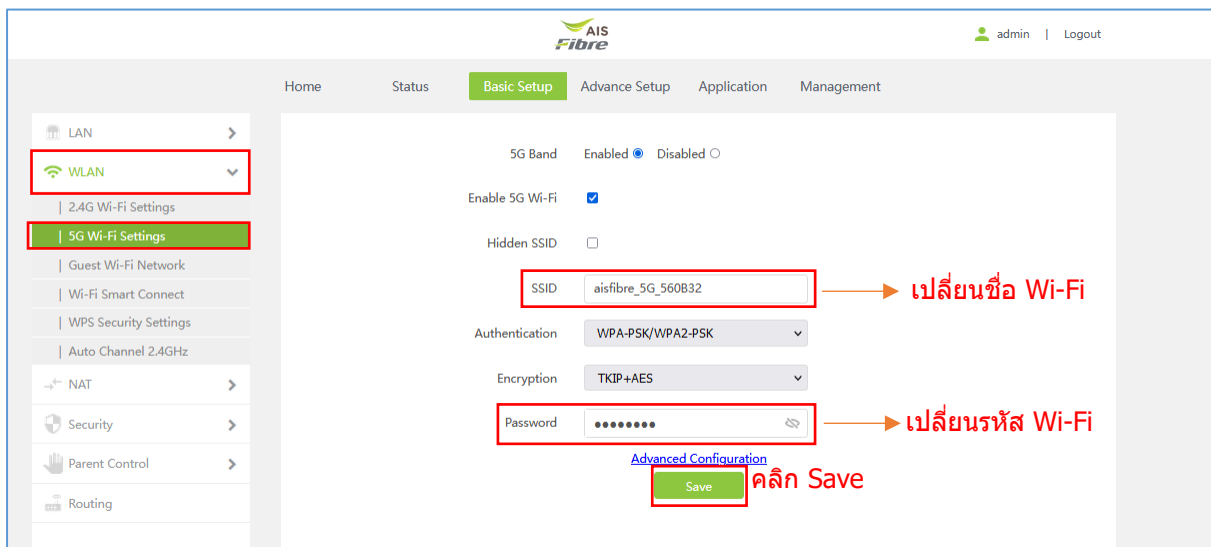 AIS
Fibre
admin | Logout
Home Status Basic Setup Advance Setup Application Management
LAN
WLAN
| 2.4G Wi-Fi Settings
| 5G Wi-Fi Settings
| Guest Wi-Fi Network
| Wi-Fi Smart Connect
| WPS Security Settings
| Auto Channel 2.4GHz
NAT
Security
Parent Control
Routing
5G Band Enabled Disabled
Enable 5G Wi-Fi
Hidden SSID
SSID aisfibre_5G_560B32 เปลี่ยนชื่อ Wi-Fi
Authentication WPA-PSK/WPA2-PSK
Encryption TKIP+AES
Password ●●●●●●●● เปลี่ยนรหัส Wi-Fi
Advanced Configuration
Save คลิก Save